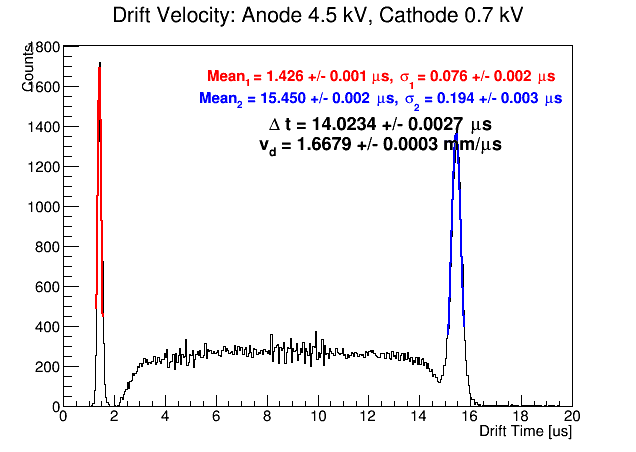 Drift Velocity: Anode 4.5 kV, Cathode 0.7 kV
Counts
1800
1600
1400
1200
1000
800
600
400
200
0
Mean1 = 1.426 +/- 0.001 μs, σ1 = 0.076 +/- 0.002 μs
Mean2 = 15.450 +/- 0.002 μs, σ2 = 0.194 +/- 0.003 μs
Δ t = 14.0234 +/- 0.0027 μs
vd = 1.6679 +/- 0.0003 mm/μs
0 2 4 6 8 10 12 14 16 18 20
Drift Time [us]